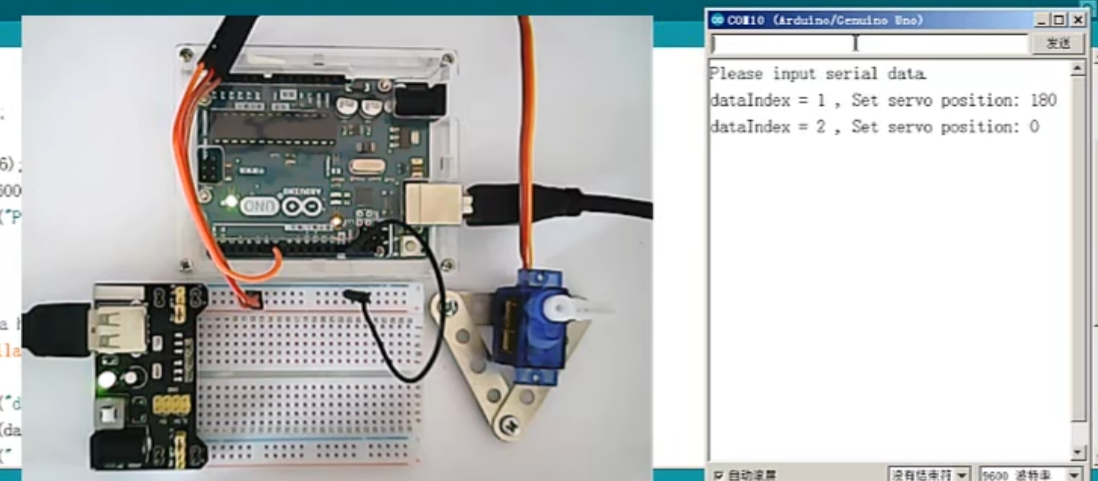 COM10 (Arduino/Genuino Uno)
发送
Please input serial data.
dataIndex = 1 , Set servo position: 180
dataIndex = 2 , Set servo position: 0
;
6);
600
("P
a h
ila
("d
(da
("
UNO
ARDUINO
自动滚屏
没有结束符
9600 波特率